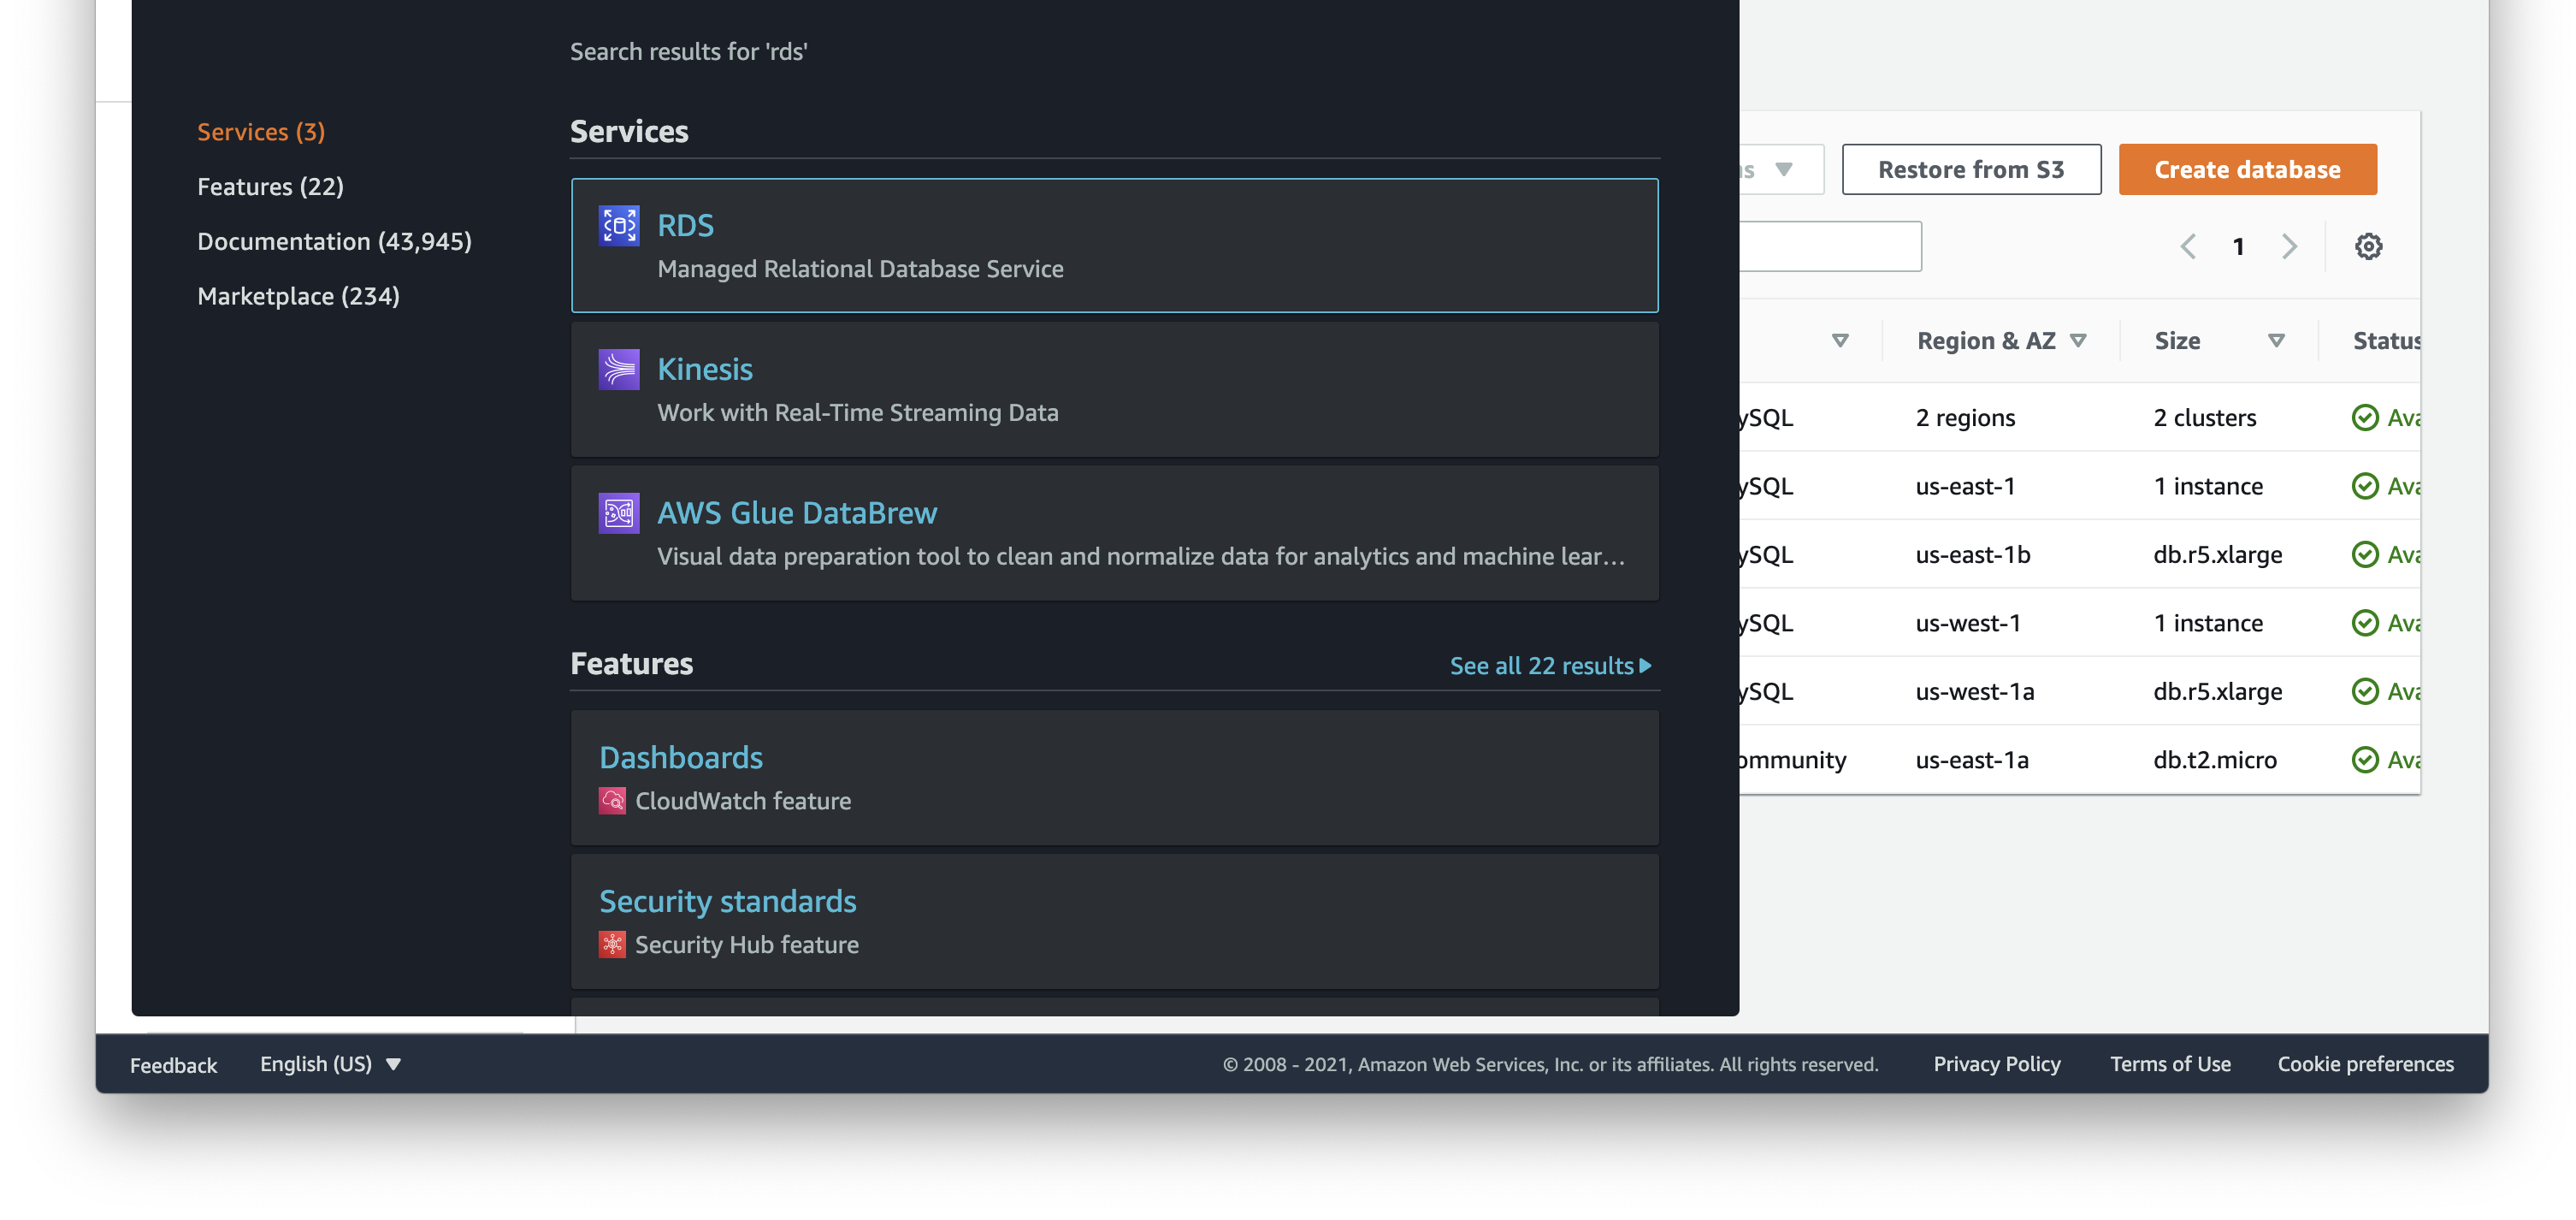 Search results for 'rds'
Services (3)
Features (22)
Documentation (43,945)
Marketplace (234)
Services
RDS
Managed Relational Database Service
Kinesis
Work with Real-Time Streaming Data
AWS Glue DataBrew
Visual data preparation tool to clean and normalize data for analytics and machine lear...
Features
See all 22 results
Dashboards
CloudWatch feature
Security standards
Security Hub feature
Restore from S3
Create database
1
Region & AZ
Size
Status
ySQL 2 regions 2 clusters Ava
ySQL us-east-1 1 instance Ava
ySQL us-east-1b db.r5.xlarge Ava
ySQL us-west-1 1 instance Ava
ySQL us-west-1a db.r5.xlarge Ava
ommunity us-east-1a db.t2.micro Ava
Feedback English (US) © 2008 - 2021, Amazon Web Services, Inc. or its affiliates. All rights reserved. Privacy Policy Terms of Use Cookie preferences